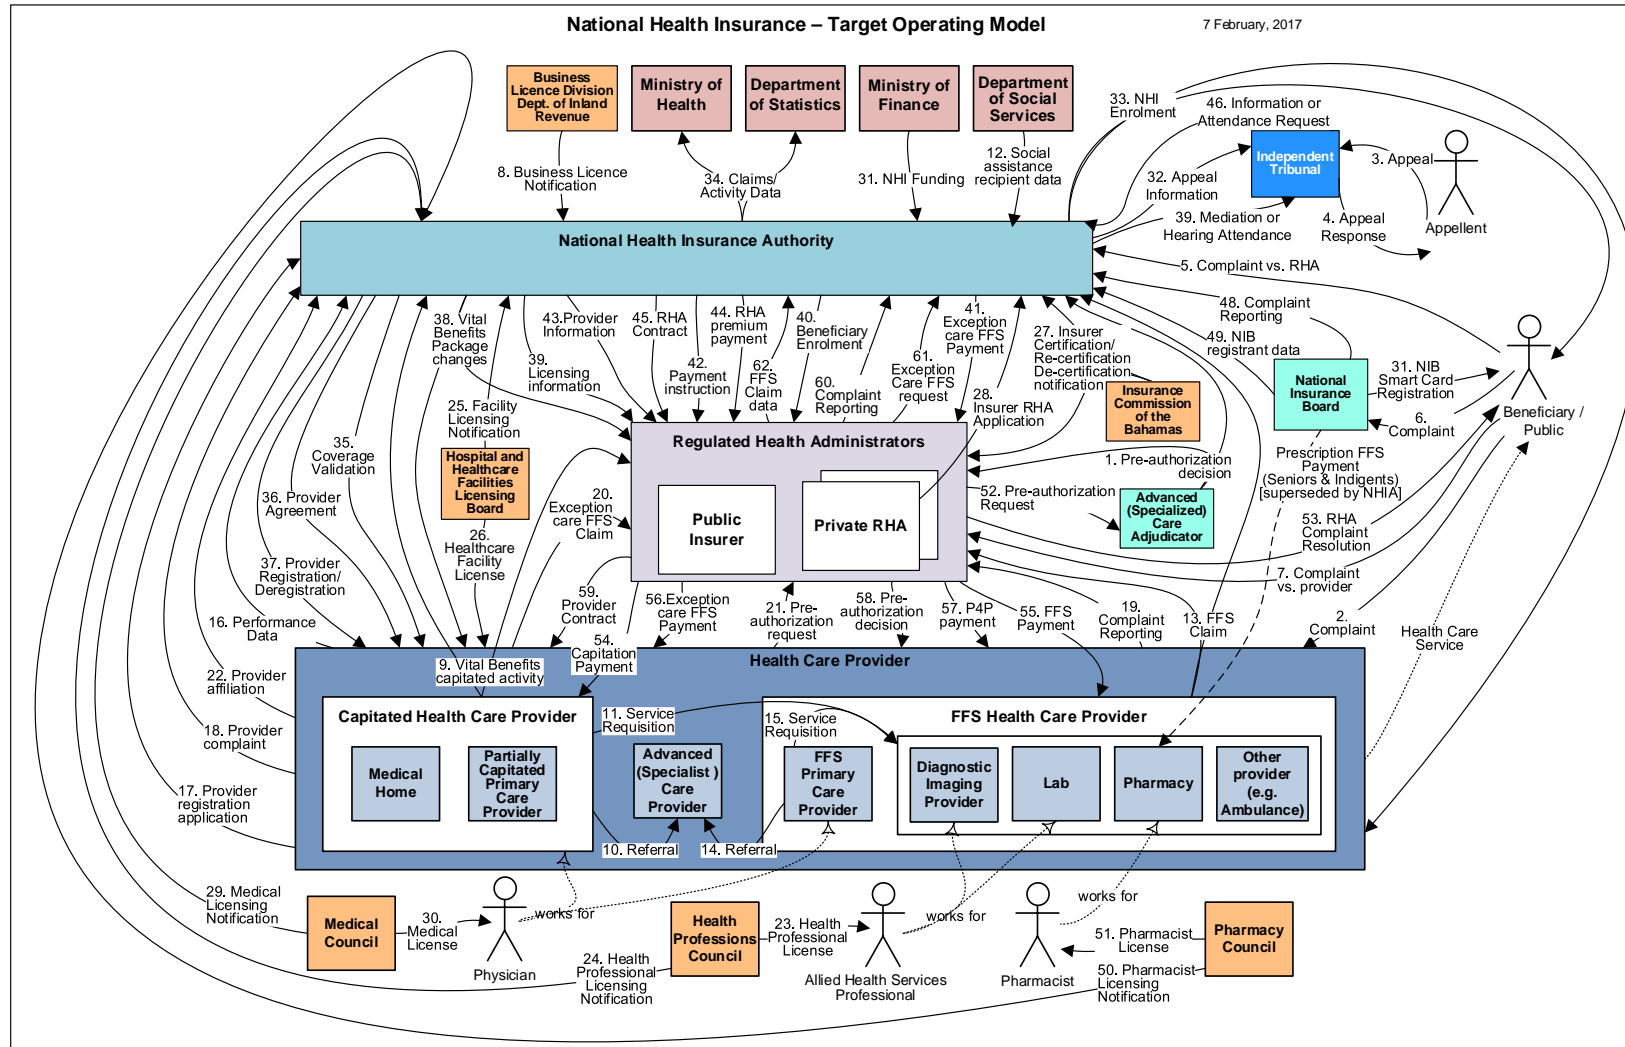 National Health Insurance – Target Operating Model
7 February, 2017
Business
Licence Division
Dept. of Inland
Revenue
Ministry of
Health
Department
of Statistics
Ministry of
Finance
Department
of Social
Services
33. NHI
Enrolment
46. Information or
Attendance Request
Independent
Tribunal
3. Appeal
Appellent
8. Business Licence
Notification
34. Claims/
Activity Data
31. NHI Funding
12. Social
assistance
recipient data
32. Appeal
Information
39. Mediation or
Hearing Attendance
4. Appeal
Response
National Health Insurance Authority
5. Complaint vs. RHA
38. Vital
Benefits
Package
changes
43.Provider
Information
39.
Licensing
information
45. RHA
Contract
42.
Payment
instruction
44. RHA
premium
payment
62.
FFS
Claim
data
40.
Beneficiary
Enrolment
60.
Complaint
Reporting
61.
Exception
Care FFS
request
41.
Exception
care FFS
Payment
28.
Insurer RHA
Application
27. Insurer
Certification/
Re-certification
De-certification
notification
48. Complaint
Reporting
49. NIB
registrant data
National
Insurance
Board
31. NIB
Smart Card
Registration
6.
Complaint
Beneficiary /
Public
Insurance
Commission
of the
Bahamas
25. Facility
Licensing
Notification
35.
Coverage
Validation
Hospital and
Healthcare
Facilities
Licensing
Board
36. Provider
Agreement
20.
Exception
care FFS
Claim
26.
Healthcare
Facility
License
37. Provider
Registration/
Deregistration
Regulated Health Administrators
Public
Insurer
Private RHA
1. Pre-authorization
decision
52. Pre-authorization
Request
Advanced
(Specialized)
Care
Adjudicator
Prescription FFS
Payment
(Seniors & Indigents)
[superseded by NHIA]
53. RHA
Complaint
Resolution
7. Complaint
vs. provider
2.
Complaint
Health Care
Service
59.
Provider
Contract
54.
Capitation
Payment
56.Exception
care FFS
Payment
21. Pre-
authorization
request
58. Pre-
authorization
decision
57. P4P
payment
55. FFS
Payment
19.
Complaint
Reporting
13. FFS
Claim
16. Performance
Data
9. Vital Benefits
capitated activity
22. Provider
affiliation
18. Provider
complaint
17. Provider
registration
application
Health Care Provider
Capitated Health Care Provider
Medical
Home
Partially
Capitated
Primary
Care
Provider
11. Service
Requisition
Advanced
(Specialist )
Care
Provider
10. Referral
14. Referral
15. Service
Requisition
FFS Health Care Provider
FFS
Primary
Care
Provider
Diagnostic
Imaging
Provider
Lab
Pharmacy
Other
provider
(e.g.
Ambulance)
29. Medical
Licensing
Notification
Medical
Council
30.
Medical
License
Physician
works for
24. Health
Professional
Licensing
Notification
Health
Professions
Council
23. Health
Professional
License
Allied Health Services
Professional
works for
Pharmacist
works for
51. Pharmacist
License
50. Pharmacist
Licensing
Notification
Pharmacy
Council